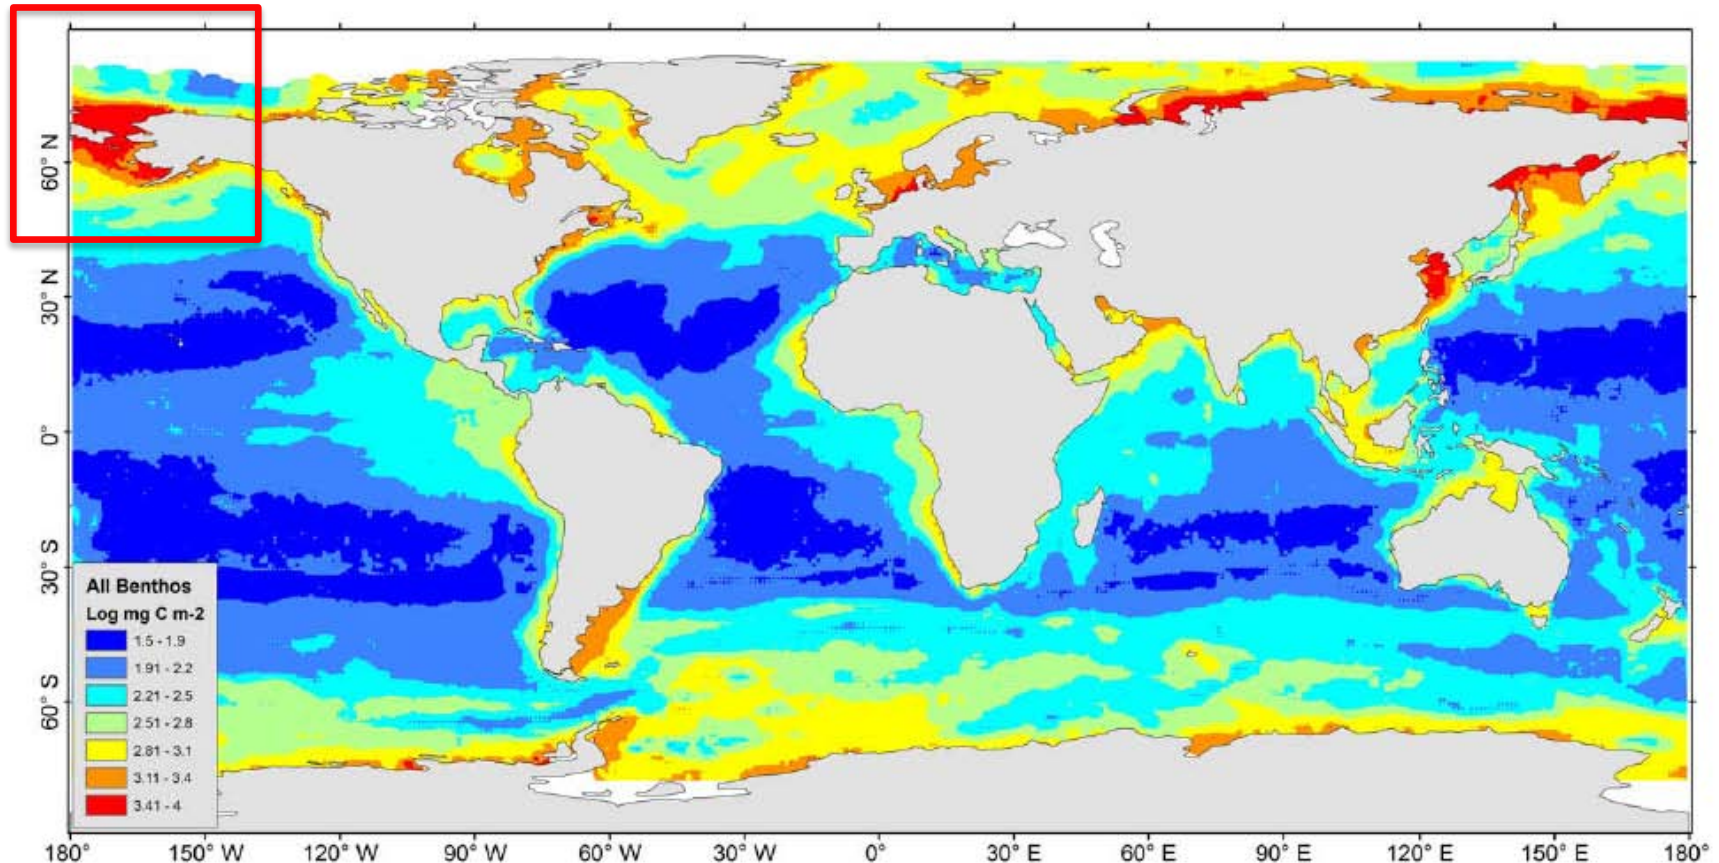 60° N
30° N
0°
30° S
60° S
All Benthos
Log mg C m-2
1.5 - 1.9
1.91 - 2.2
2.21 - 2.5
2.51 - 2.8
2.81 - 3.1
3.11 - 3.4
3.41 - 4
180° 150° W 120° W 90° W 60° W 30° W 0° 30° E 60° E 90° E 120° E 150° E 180°